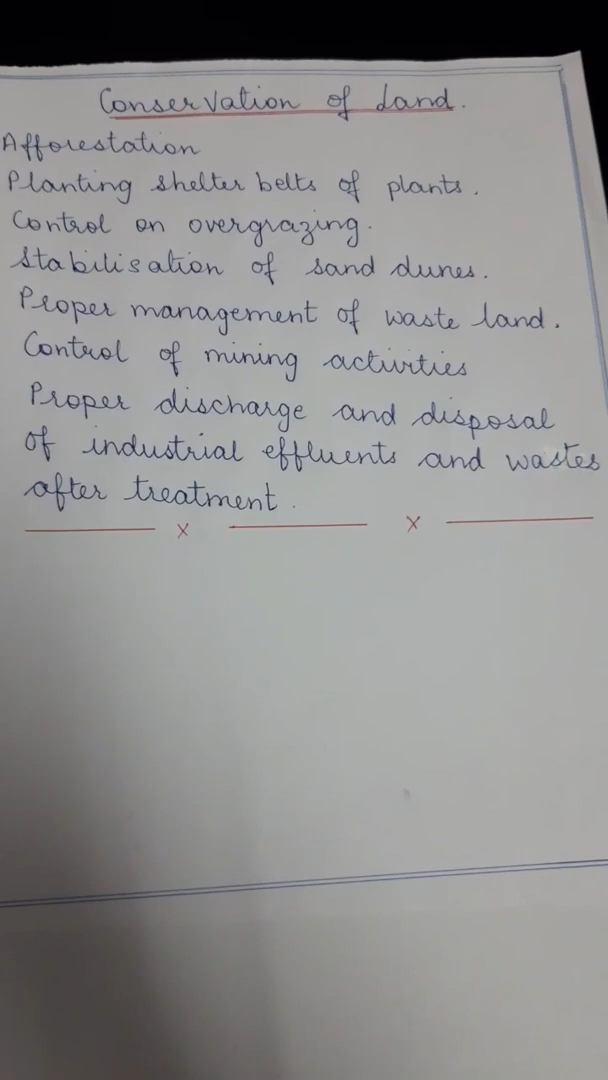 Conservation of Land.
Afforestation
Planting shelter belts of plants.
Control on overgrazing.
Stabilisation of sand dunes.
Proper management of waste land.
Control of mining activities
Proper discharge and disposal
of industrial effluents and wastes
after treatment.
x x